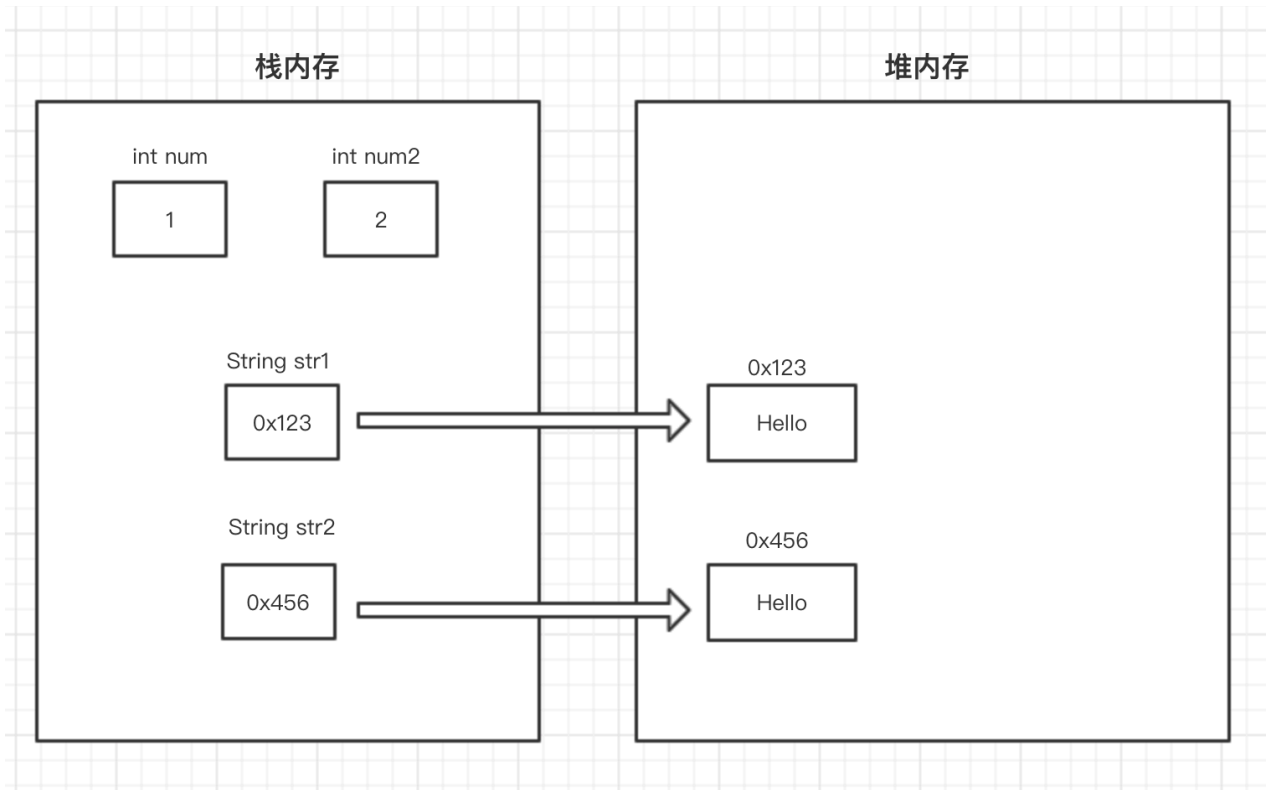 栈内存
堆内存
int num
int num2
1
2
String str1
0x123
0x123
Hello
String str2
0x456
0x456
Hello